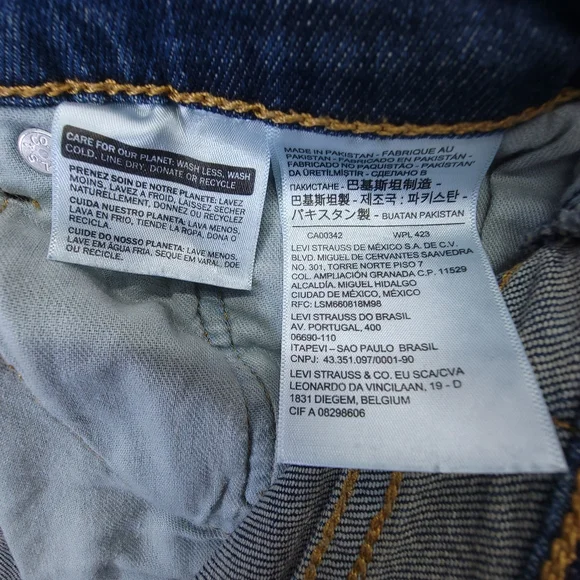 CARE FOR OUR PLANET: WASH LESS, WASH
COLD, LINE DRY, DONATE OR RECYCLE
PRENEZ SOIN DE NOTRE PLANETE: LAVEZ
MOINS, LAVEZ À FROID, LAISSEZ SÉCHER
NATURELLEMENT, DONNEZ OU RECYCLEZ
CUIDA NUESTRO PLANETA: LAVA MENOS,
LAVA EN FRIO, TIENDE LA ROPA, DONA O
RECICLA
CUIDE DO NOSSO PLANETA: LAVE MENOS,
LAVE EM ÁGUA FRIA, SEQUE EM VARAL, DOE
OU RECICLE
MADE IN PAKISTAN - FABRIQUE AU
PAKISTAN - FABRICADO EN PAKISTÁN -
FABRICADO NO PAQUISTÃO - PAKISTAN
DA ÜRETİLMİŞTİR - СДЕЛАНО В
ПАКИСТАНЕ - 巴基斯坦制造 -
巴基斯坦製 - 제조국 : 파키스탄 -
パキスタン製 - BUATAN PAKISTAN
CA00342 WPL 423
LEVI STRAUSS DE MÉXICO S.A. DE C.V.
BLVD. MIGUEL DE CERVANTES SAAVEDRA
NO. 301, TORRE NORTE PISO 7
COL. AMPLIACIÓN GRANADA C.P. 11529
ALCALDÍA. MIGUEL HIDALGO
CIUDAD DE MÉXICO, MÉXICO
RFC: LSM660818M98
LEVI STRAUSS DO BRASIL
AV. PORTUGAL, 400
06690-110
ITAPEVI – SAO PAULO BRASIL
CNPJ: 43.351.097/0001-90
LEVI STRAUSS & CO. EU SCA/CVA
LEONARDO DA VINCILAAN, 19 - D
1831 DIEGEM, BELGIUM
CIF A 08298606